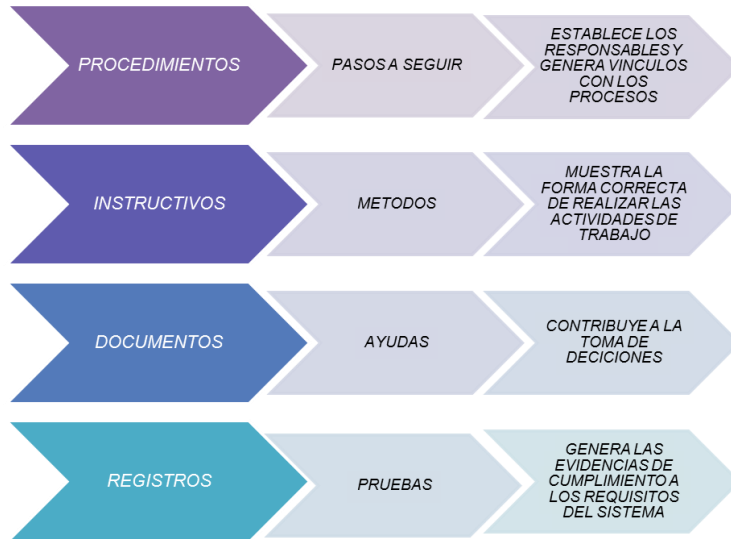 PROCEDIMIENTOS
PASOS A SEGUIR
ESTABLECE LOS
RESPONSABLES Y
GENERA VINCULOS
CON LOS
PROCESOS
INSTRUCTIVOS
METODOS
MUESTRA LA
FORMA CORRECTA
DE REALIZAR LAS
ACTIVIDADES DE
TRABAJO
DOCUMENTOS
AYUDAS
CONTRIBUYE A LA
TOMA DE
DECICIONES
REGISTROS
PRUEBAS
GENERA LAS
EVIDENCIAS DE
CUMPLIMIENTO A
LOS REQUISITOS
DEL SISTEMA